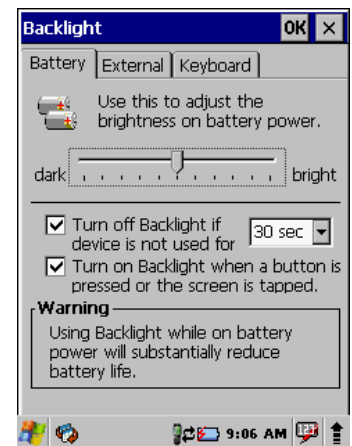 Backlight OK ×
Battery External Keyboard
Use this to adjust the
brightness on battery power.
dark bright
Turn off Backlight if
device is not used for 30 sec
Turn on Backlight when a button is
pressed or the screen is tapped.
Warning
Using Backlight while on battery
power will substantially reduce
battery life.
9:06 AM 123